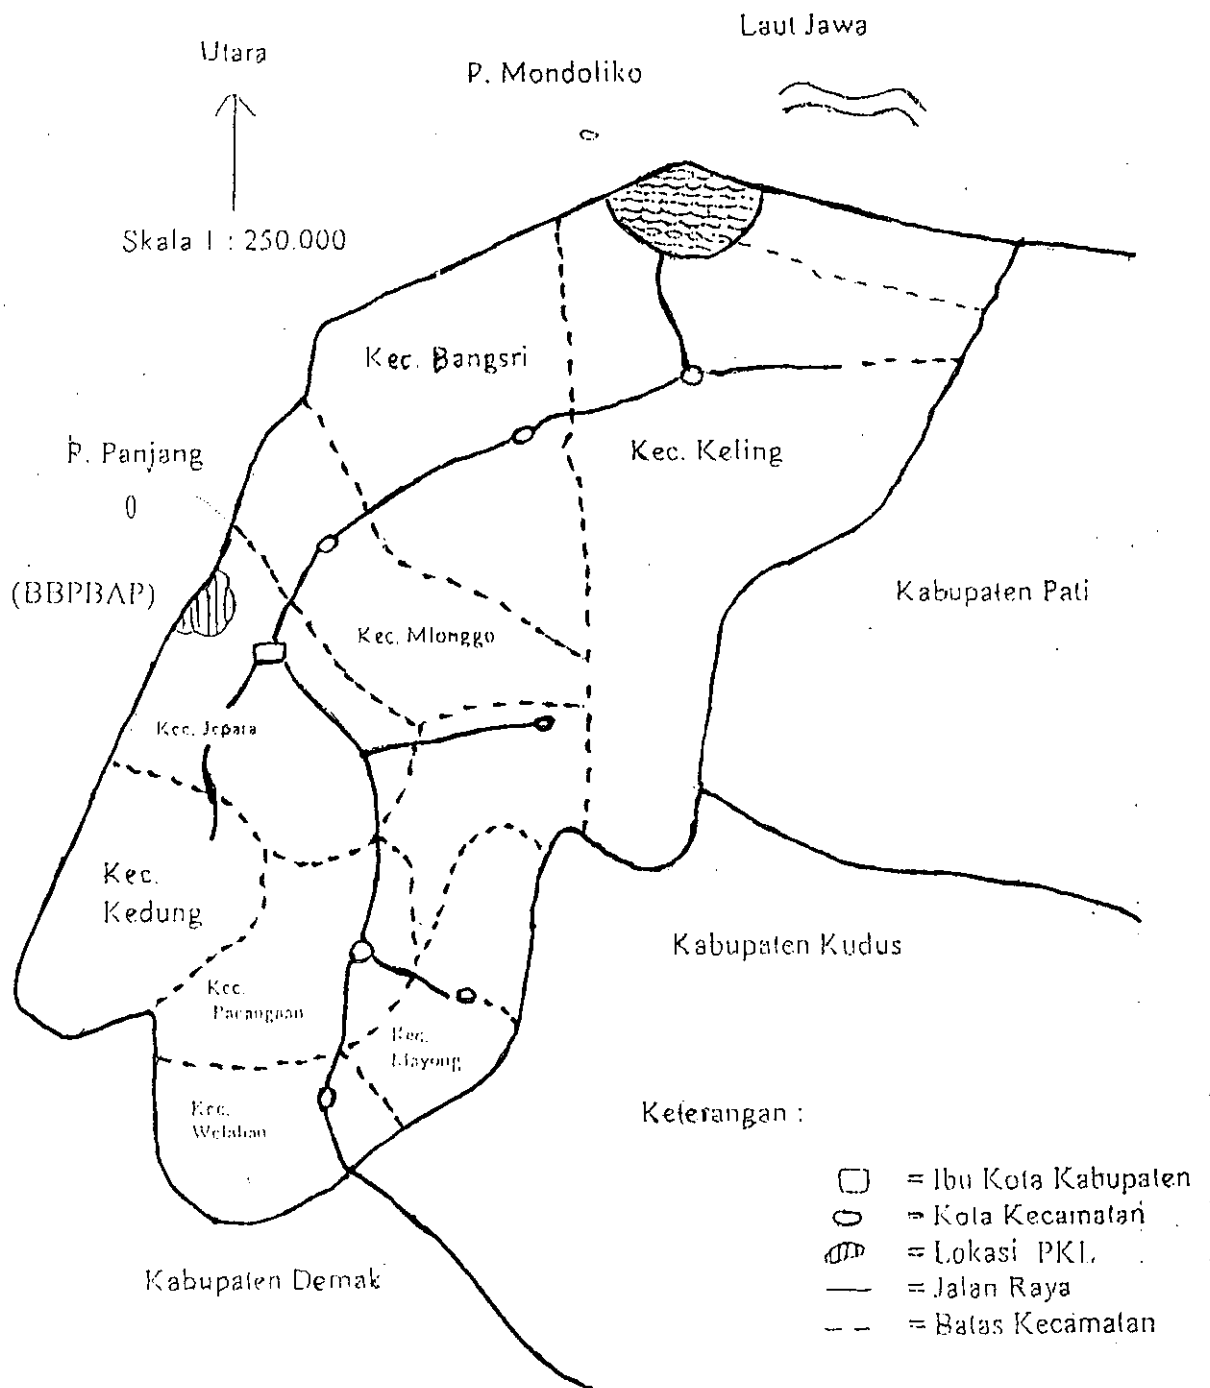 Laut Jawa
Utara
P. Mondoliko
Skala 1 : 250.000
Kec. Bangsri
P. Panjang
Kec. Keling
(BBPBAP)
Kabupaten Pati
Kec. Mlonggo
Kec. Jepara
Kec.
Kedung
Kabupaten Kudus
Kec.
Pacangaan
Kec.
Mayong
Kec.
Welahan
Keterangan :
= Ibu Kota Kabupaten
= Kota Kecamatan
= Lokasi PKL
= Jalan Raya
= Batas Kecamatan
Kabupaten Demak